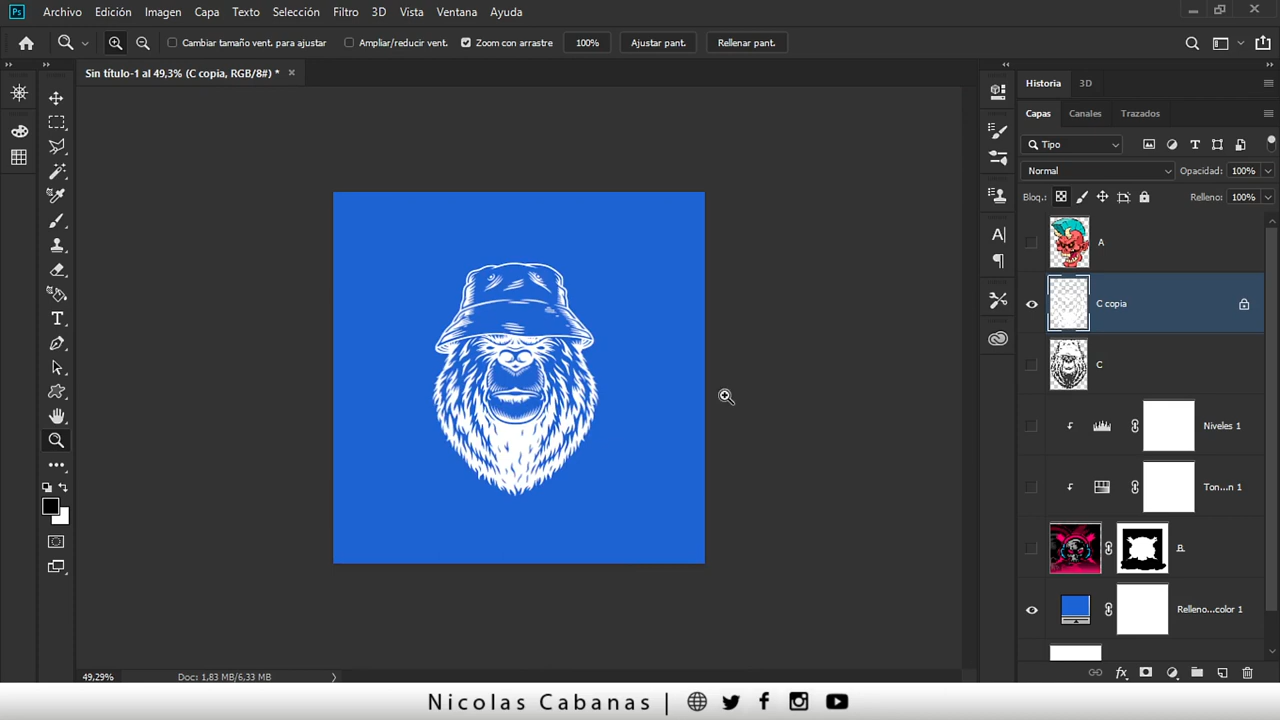 Ps Archivo Edición Imagen Capa Texto Selección Filtro 3D Vista Ventana Ayuda
Cambiar tamaño vent. para ajustar Ampliar/reducir vent. Zoom con arrastre 100% Ajustar pant. Rellenar pant.
Sin título-1 al 49,3% (C copia, RGB/8#) *
Historia 3D
Capas Canales Trazados
Tipo
Normal Opacidad: 100%
Bloq.: Relleno: 100%
A
C copia
C
Niveles 1
Ton...n 1
Relleno...color 1
49,29% Doc: 1,83 MB/6,33 MB
Nicolas Cabanas |